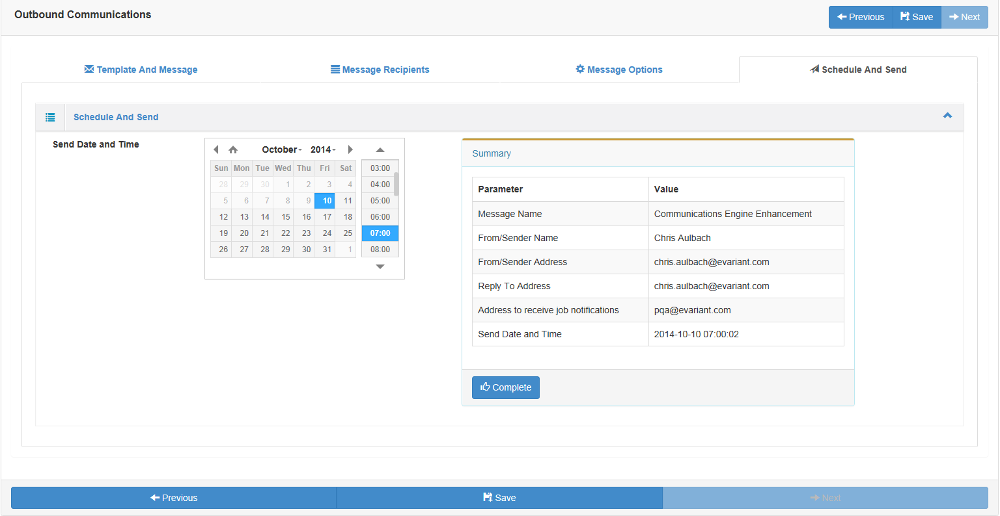 Outbound Communications
Previous Save Next
Template And Message Message Recipients Message Options Schedule And Send
Schedule And Send
Send Date and Time
October 2014
Sun Mon Tue Wed Thu Fri Sat
28 29 30 1 2 3 4
5 6 7 8 9 10 11
12 13 14 15 16 17 18
19 20 21 22 23 24 25
26 27 28 29 30 31 1
03:00
04:00
05:00
06:00
07:00
08:00
Summary
Parameter Value
Message Name Communications Engine Enhancement
From/Sender Name Chris Aulbach
From/Sender Address chris.aulbach@evariant.com
Reply To Address chris.aulbach@evariant.com
Address to receive job notifications pqa@evariant.com
Send Date and Time 2014-10-10 07:00:02
Complete
Previous Save Next